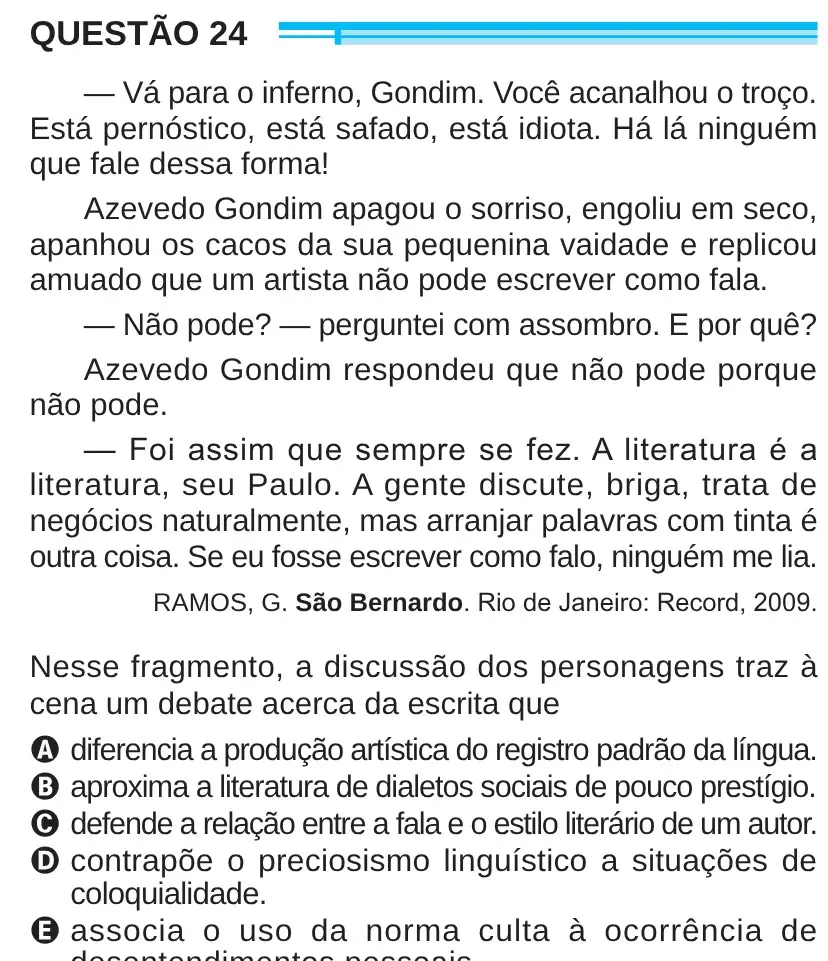 QUESTÃO 24
— Vá para o inferno, Gondim. Você acanalhou o troço.
Está pernóstico, está safado, está idiota. Há lá ninguém
que fale dessa forma!
Azevedo Gondim apagou o sorriso, engoliu em seco,
apanhou os cacos da sua pequenina vaidade e replicou
amuado que um artista não pode escrever como fala.
— Não pode? — perguntei com assombro. E por quê?
Azevedo Gondim respondeu que não pode porque
não pode.
— Foi assim que sempre se fez. A literatura é a
literatura, seu Paulo. A gente discute, briga, trata de
negócios naturalmente, mas arranjar palavras com tinta é
outra coisa. Se eu fosse escrever como falo, ninguém me lia.
RAMOS, G. São Bernardo. Rio de Janeiro: Record, 2009.
Nesse fragmento, a discussão dos personagens traz à
cena um debate acerca da escrita que
A diferencia a produção artística do registro padrão da língua.
B aproxima a literatura de dialetos sociais de pouco prestígio.
C defende a relação entre a fala e o estilo literário de um autor.
D contrapõe o preciosismo linguístico a situações de
coloquialidade.
E associa o uso da norma culta à ocorrência de
desentendimentos pessoais.